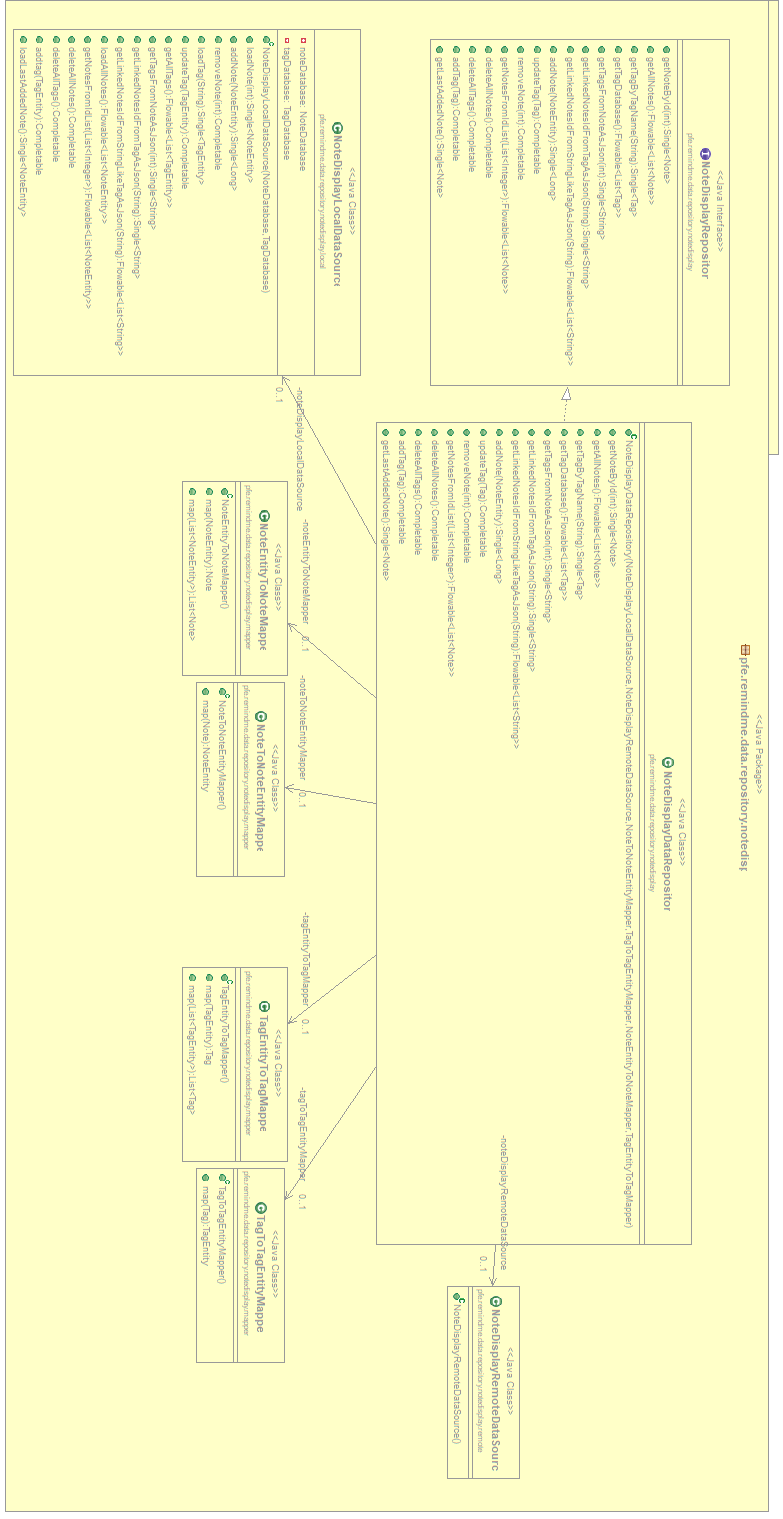 <<Java Package>>
pfe.remindme.data.repository.notedisp
<<Java Interface>>
NoteDisplayRepositor
pfe.remindme.data.repository.notedisplay
getNoteById(int):Single<Note>
getAllNotes():Flowable<List<Note>>
getTagByTagName(String):Single<Tag>
getTagDatabase():Flowable<List<Tag>>
getTagsFromNoteAsJson(int):Single<String>
getLinkedNotesIdFromTagAsJson(String):Single<String>
getLinkedNotesIdFromStringLikeTagAsJson(String):Flowable<List<String>>
addNote(NoteEntity):Single<Long>
updateTag(Tag):Completable
removeNote(int):Completable
getNotesFromIdList(List<Integer>):Flowable<List<Note>>
deleteAllNotes():Completable
deleteAllTags():Completable
addTag(Tag):Completable
getLastAddedNote():Single<Note>
<<Java Class>>
NoteDisplayDataRepositor
pfe.remindme.data.repository.notedisplay
NoteDisplayDataRepository(NoteDisplayLocalDataSource,NoteDisplayRemoteDataSource,NoteToNoteEntityMapper,TagToTagEntityMapper,NoteEntityToNoteMapper,TagEntityToTagMapper)
getNoteById(int):Single<Note>
getAllNotes():Flowable<List<Note>>
getTagByTagName(String):Single<Tag>
getTagDatabase():Flowable<List<Tag>>
getTagsFromNoteAsJson(int):Single<String>
getLinkedNotesIdFromTagAsJson(String):Single<String>
getLinkedNotesIdFromStringLikeTagAsJson(String):Flowable<List<String>>
addNote(NoteEntity):Single<Long>
updateTag(Tag):Completable
removeNote(int):Completable
getNotesFromIdList(List<Integer>):Flowable<List<Note>>
deleteAllNotes():Completable
deleteAllTags():Completable
addTag(Tag):Completable
getLastAddedNote():Single<Note>
-noteDisplayRemoteDataSource
0..1
<<Java Class>>
NoteDisplayRemoteDataSourc
pfe.remindme.data.repository.notedisplay.remote
NoteDisplayRemoteDataSource()
<<Java Class>>
NoteDisplayLocalDataSource
pfe.remindme.data.repository.notedisplay.local
noteDatabase: NoteDatabase
tagDatabase: TagDatabase
NoteDisplayLocalDataSource(NoteDatabase,TagDatabase)
loadNote(int):Single<NoteEntity>
addNote(NoteEntity):Single<Long>
removeNote(int):Completable
loadTag(String):Single<TagEntity>
updateTag(TagEntity):Completable
getAllTags():Flowable<List<TagEntity>>
getTagsFromNoteAsJson(int):Single<String>
getLinkedNotesIdFromTagAsJson(String):Single<String>
getLinkedNotesIdFromStringLikeTagAsJson(String):Flowable<List<String>>
loadAllNotes():Flowable<List<NoteEntity>>
getNotesFromIdList(List<Integer>):Flowable<List<NoteEntity>>
deleteAllNotes():Completable
deleteAllTags():Completable
addtag(TagEntity):Completable
loadLastAddedNote():Single<NoteEntity>
-noteDisplayLocalDataSource
0..1
-noteEntityToNoteMapper
0..1
-noteToNoteEntityMapper
0..1
-tagEntityToTagMapper
0..1
-tagToTagEntityMapper
0..1
<<Java Class>>
NoteEntityToNoteMappe
pfe.remindme.data.repository.notedisplay.mapper
NoteEntityToNoteMapper()
map(NoteEntity):Note
map(List<NoteEntity>):List<Note>
<<Java Class>>
NoteToNoteEntityMappe
pfe.remindme.data.repository.notedisplay.mapper
NoteToNoteEntityMapper()
map(Note):NoteEntity
<<Java Class>>
TagEntityToTagMappe
pfe.remindme.data.repository.notedisplay.mapper
TagEntityToTagMapper()
map(TagEntity):Tag
map(List<TagEntity>):List<Tag>
<<Java Class>>
TagToTagEntityMappe
pfe.remindme.data.repository.notedisplay.mapper
TagToTagEntityMapper()
map(Tag):TagEntity